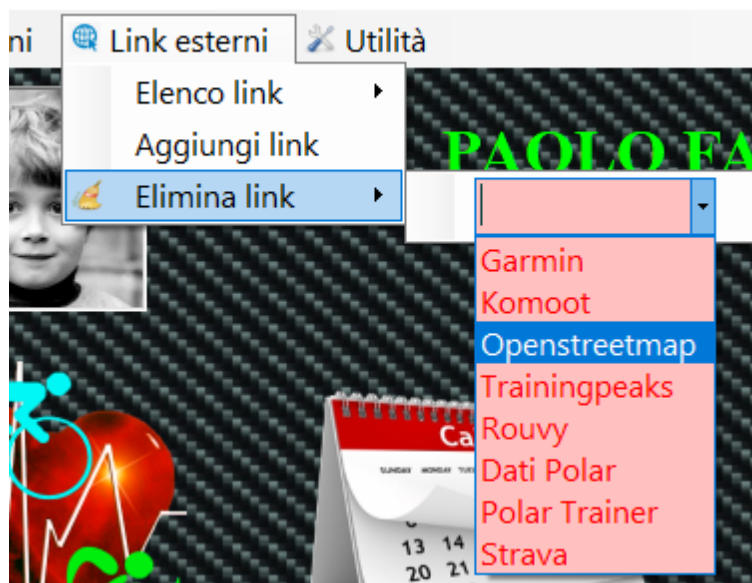 ni Link esterni Utilità
Elenco link
Aggiungi link
PAOLO FA
Elimina link
Garmin
Komoot
Openstreetmap
Trainingpeaks
Rouvy
Dati Polar
Polar Trainer
Strava
Ca
SUNDAY MONDAY
13 14
20 21